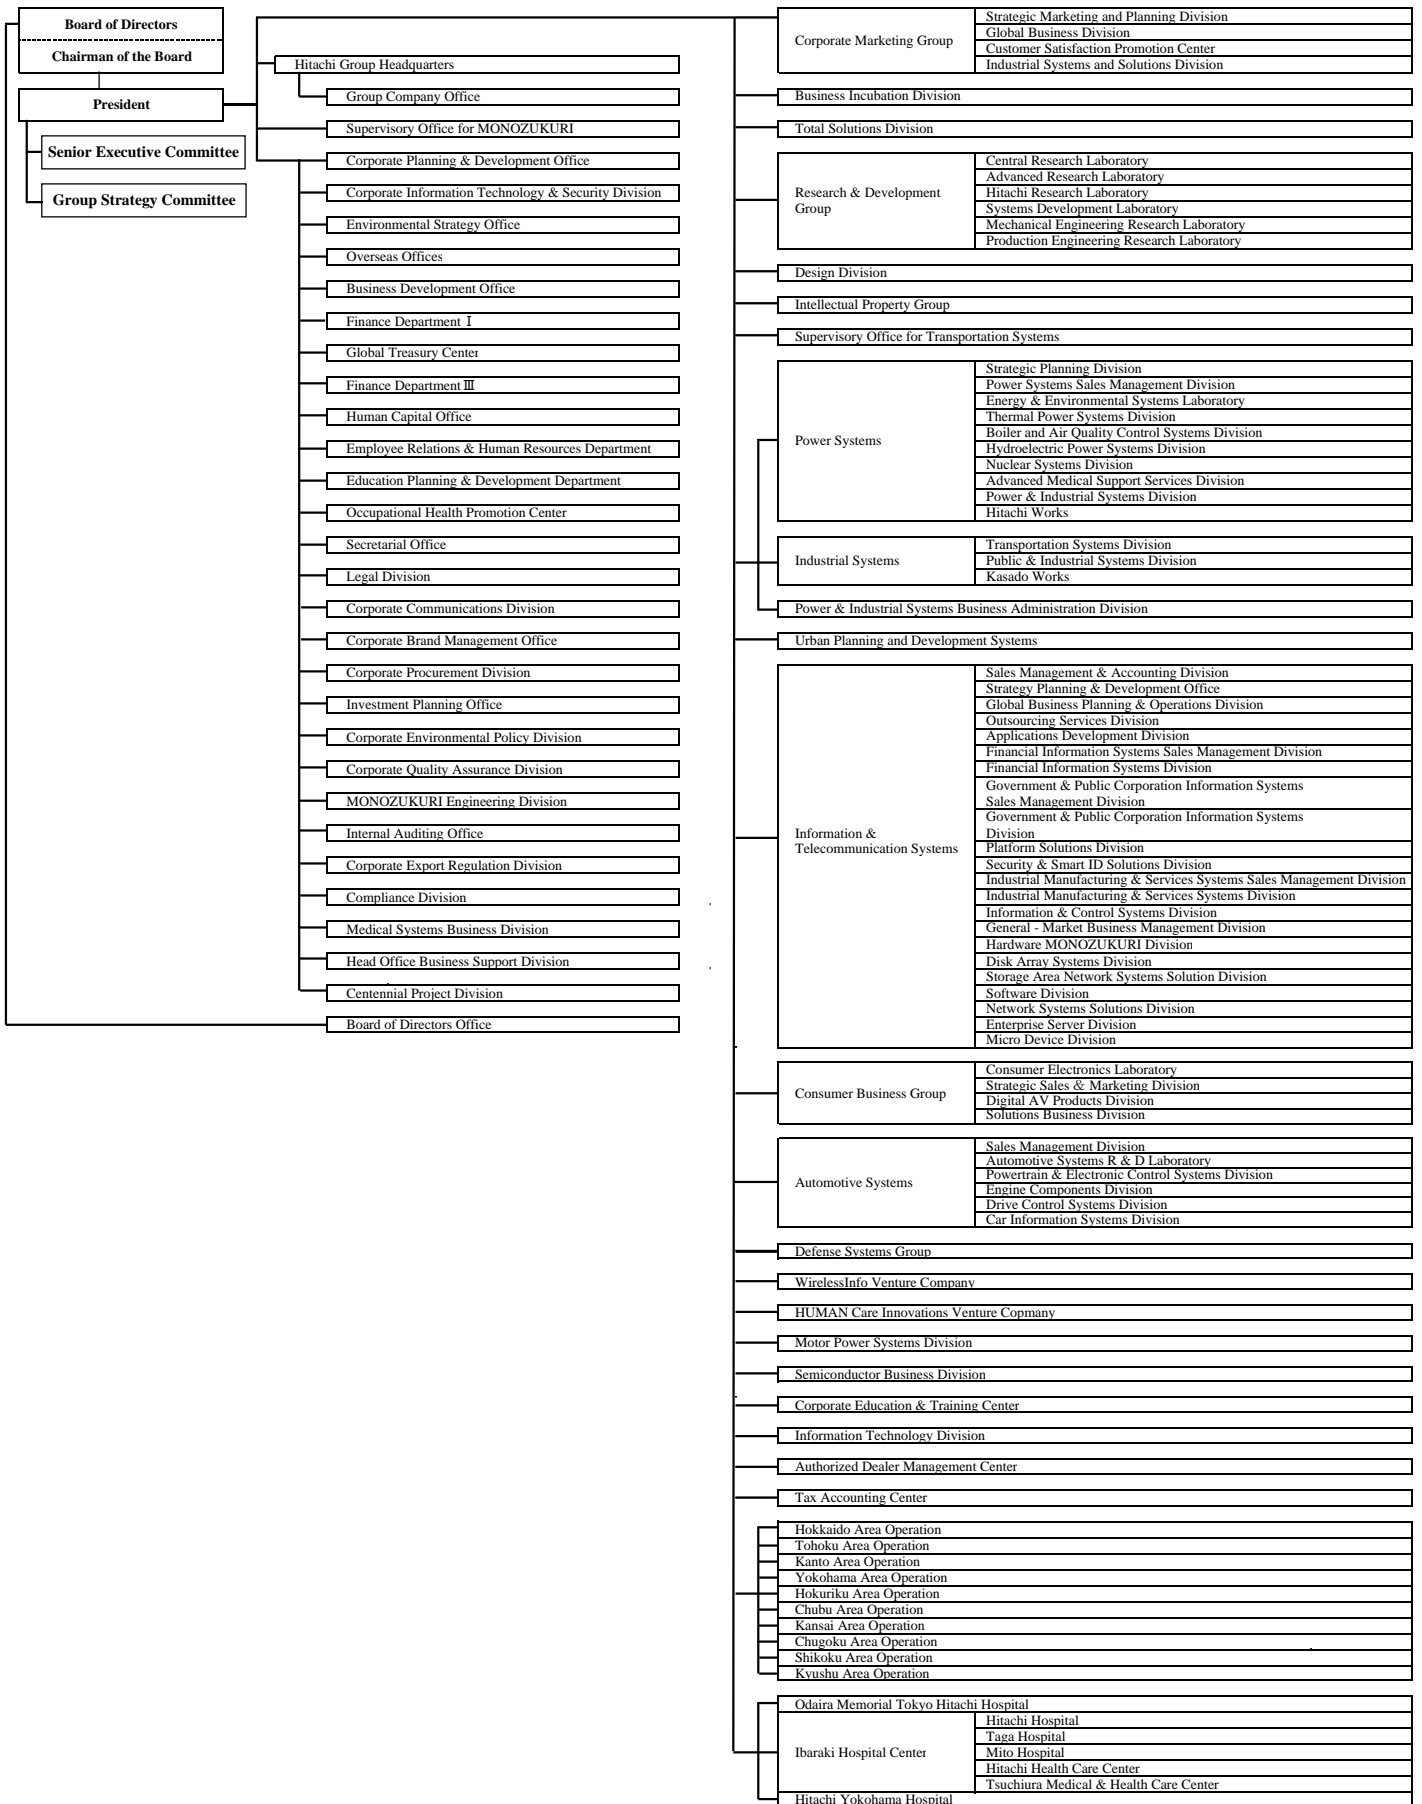 Board of Directors
Chairman of the Board
President
Senior Executive Committee
Group Strategy Committee
Hitachi Group Headquarters
Group Company Office
Supervisory Office for MONOZUKURI
Corporate Planning & Development Office
Corporate Information Technology & Security Division
Environmental Strategy Office
Overseas Offices
Business Development Office
Finance Department Ⅰ
Global Treasury Center
Finance Department Ⅲ
Human Capital Office
Employee Relations & Human Resources Department
Education Planning & Development Department
Occupational Health Promotion Center
Secretarial Office
Legal Division
Corporate Communications Division
Corporate Brand Management Office
Corporate Procurement Division
Investment Planning Office
Corporate Environmental Policy Division
Corporate Quality Assurance Division
MONOZUKURI Engineering Division
Internal Auditing Office
Corporate Export Regulation Division
Compliance Division
Medical Systems Business Division
Head Office Business Support Division
Centennial Project Division
Board of Directors Office
Corporate Marketing Group
Strategic Marketing and Planning Division
Global Business Division
Customer Satisfaction Promotion Center
Industrial Systems and Solutions Division
Business Incubation Division
Total Solutions Division
Research & Development
Group
Central Research Laboratory
Advanced Research Laboratory
Hitachi Research Laboratory
Systems Development Laboratory
Mechanical Engineering Research Laboratory
Production Engineering Research Laboratory
Design Division
Intellectual Property Group
Supervisory Office for Transportation Systems
Power Systems
Strategic Planning Division
Power Systems Sales Management Division
Energy & Environmental Systems Laboratory
Thermal Power Systems Division
Boiler and Air Quality Control Systems Division
Hydroelectric Power Systems Division
Nuclear Systems Division
Advanced Medical Support Services Division
Power & Industrial Systems Division
Hitachi Works
Industrial Systems
Transportation Systems Division
Public & Industrial Systems Division
Kasado Works
Power & Industrial Systems Business Administration Division
Urban Planning and Development Systems
Information &
Telecommunication Systems
Sales Management & Accounting Division
Strategy Planning & Development Office
Global Business Planning & Operations Division
Outsourcing Services Division
Applications Development Division
Financial Information Systems Sales Management Division
Financial Information Systems Division
Government & Public Corporation Information Systems
Sales Management Division
Government & Public Corporation Information Systems
Division
Platform Solutions Division
Security & Smart ID Solutions Division
Industrial Manufacturing & Services Systems Sales Management Division
Industrial Manufacturing & Services Systems Division
Information & Control Systems Division
General - Market Business Management Division
Hardware MONOZUKURI Division
Disk Array Systems Division
Storage Area Network Systems Solution Division
Software Division
Network Systems Solutions Division
Enterprise Server Division
Micro Device Division
Consumer Business Group
Consumer Electronics Laboratory
Strategic Sales & Marketing Division
Digital AV Products Division
Solutions Business Division
Automotive Systems
Sales Management Division
Automotive Systems R & D Laboratory
Powertrain & Electronic Control Systems Division
Engine Components Division
Drive Control Systems Division
Car Information Systems Division
Defense Systems Group
WirelessInfo Venture Company
HUMAN Care Innovations Venture Copmany
Motor Power Systems Division
Semiconductor Business Division
Corporate Education & Training Center
Information Technology Division
Authorized Dealer Management Center
Tax Accounting Center
Hokkaido Area Operation
Tohoku Area Operation
Kanto Area Operation
Yokohama Area Operation
Hokuriku Area Operation
Chubu Area Operation
Kansai Area Operation
Chugoku Area Operation
Shikoku Area Operation
Kyushu Area Operation
Odaira Memorial Tokyo Hitachi Hospital
Ibaraki Hospital Center
Hitachi Hospital
Taga Hospital
Mito Hospital
Hitachi Health Care Center
Tsuchiura Medical & Health Care Center
Hitachi Yokohama Hospital